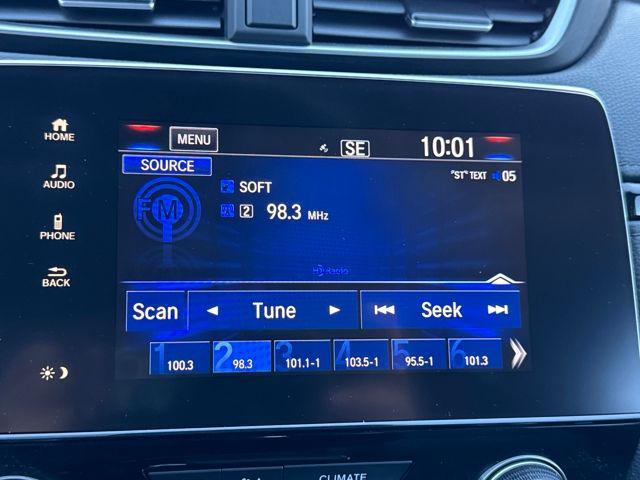 HOME
AUDIO
PHONE
BACK
MENU
SE
10:01
SOURCE
"ST" TEXT 05
FM
SOFT
2 98.3 MHz
HD Radio
Scan
Tune
Seek
1 100.3
2 98.3
3 101.1-1
4 103.5-1
5 95.5-1
6 101.3
CLIMATE